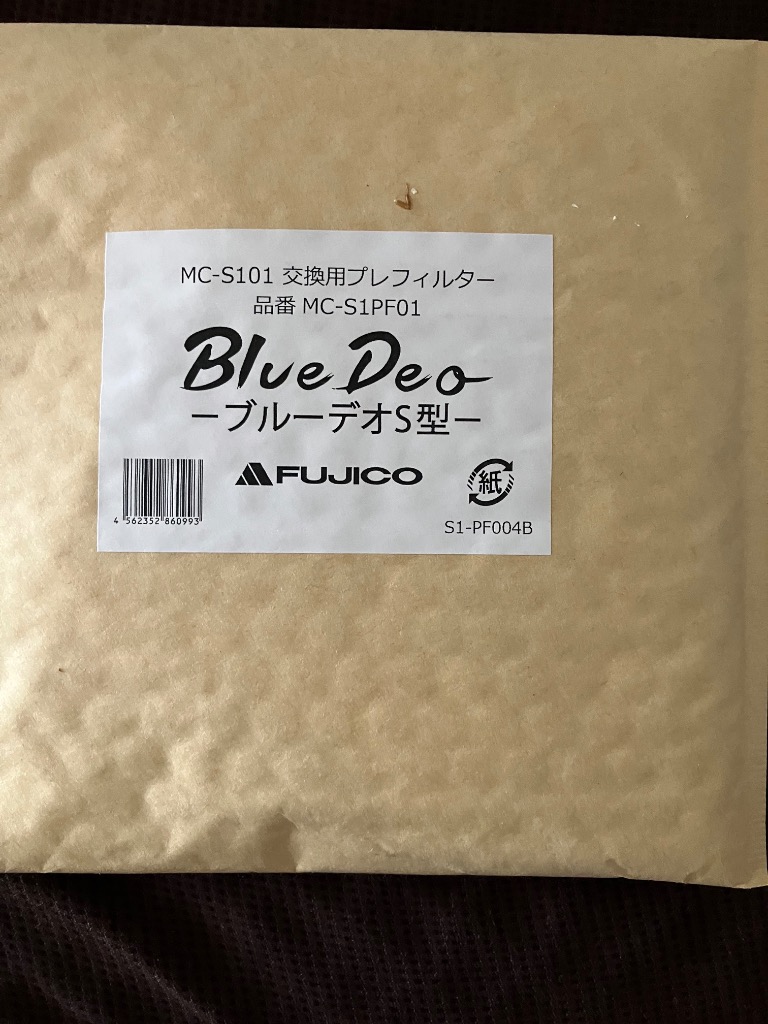 MC-S101 交換用プレフィルター
品番 MC-S1PF01
Blue Deo
ーブルーデオS型ー
FUJICO
紙
4 562352 860993
S1-PF004B